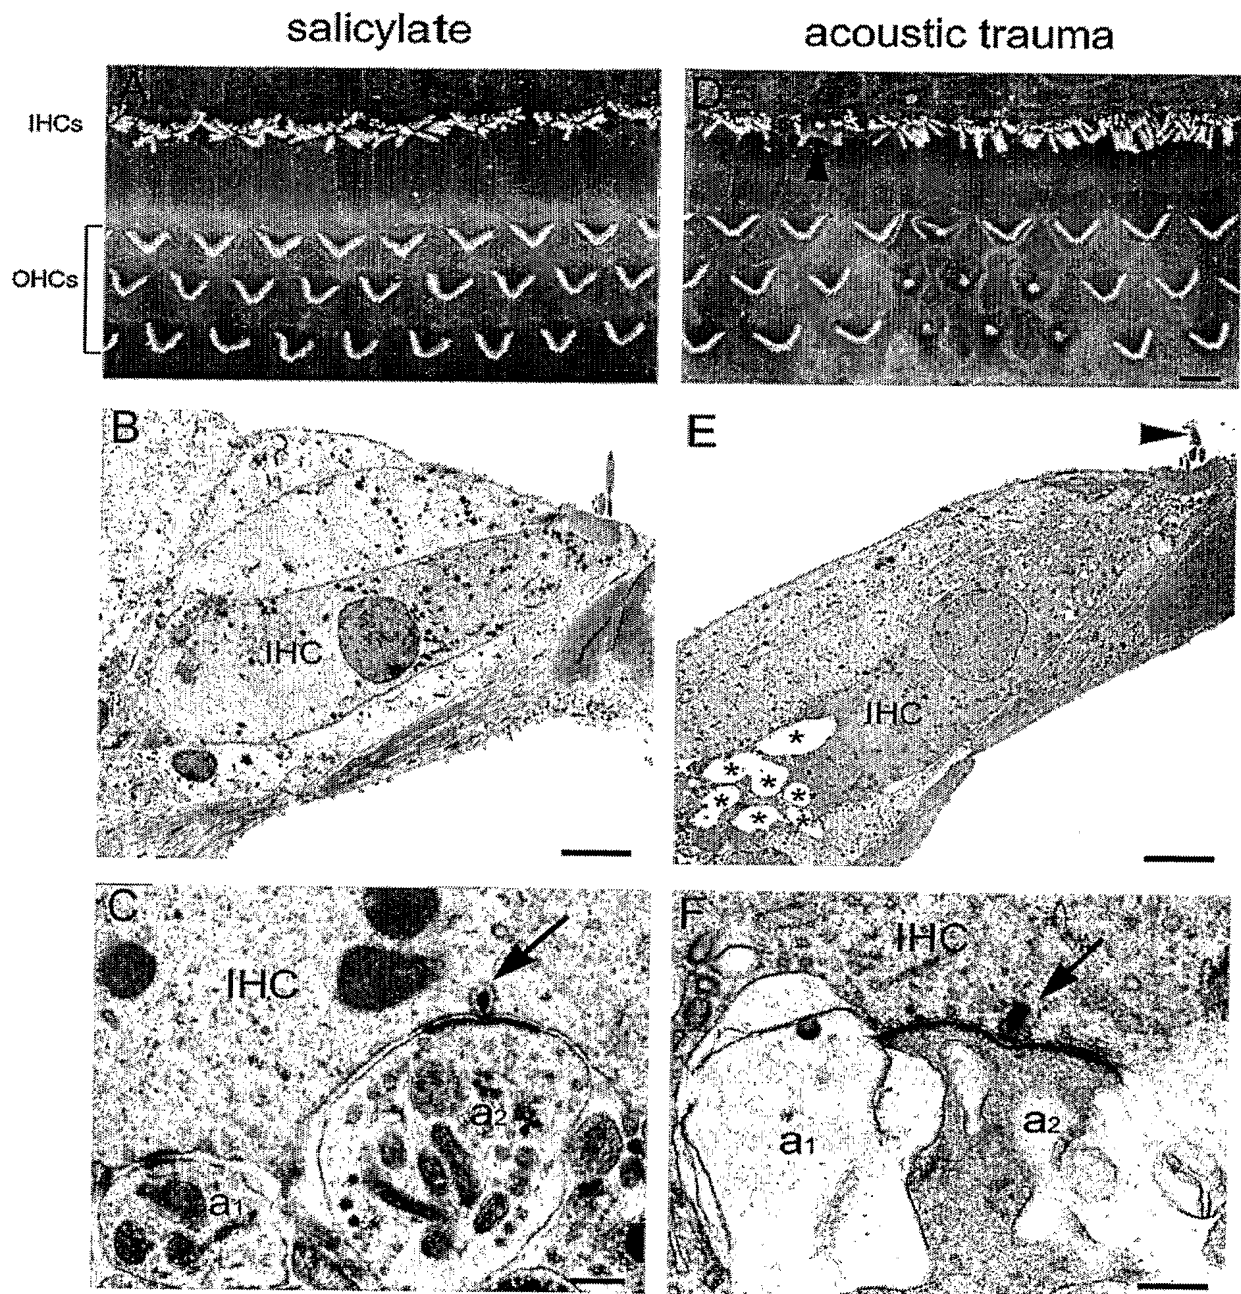 salicylate
acoustic trauma
A
D
IHCs
OHCs
B
E
IHC
IHC
* * * * * * * *
C
F
IHC
IHC
a2
a1
a1
a2